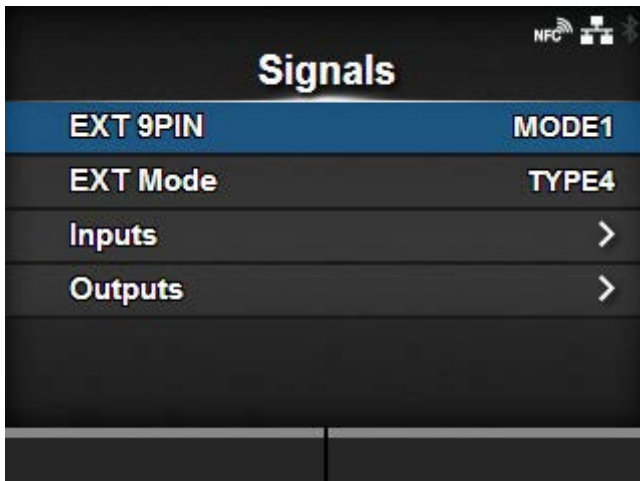 NFC
Signals
EXT 9PIN MODE1
EXT Mode TYPE4
Inputs
Outputs